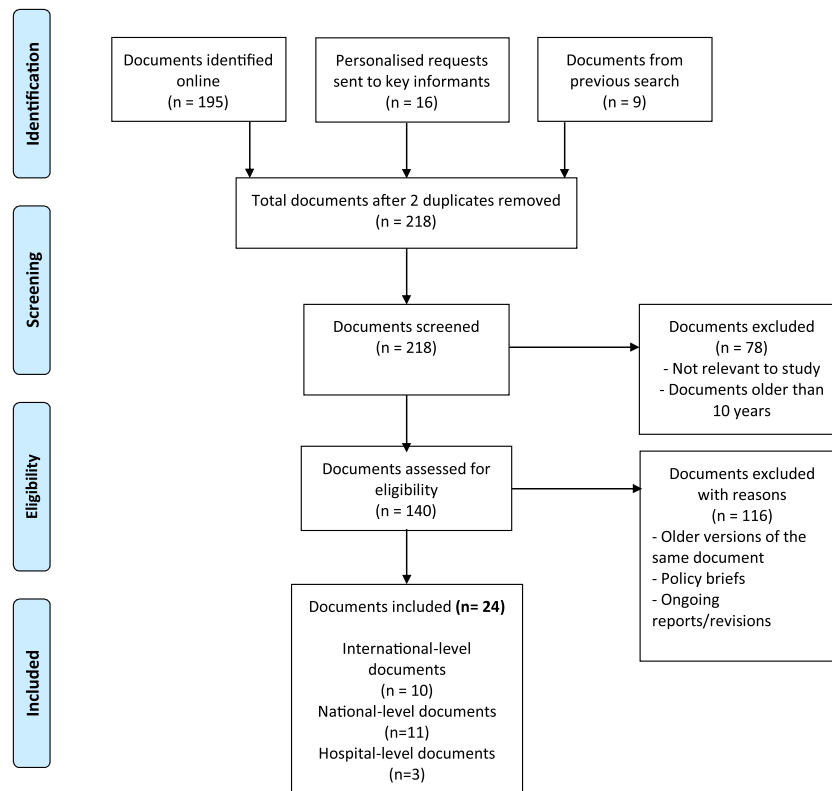 Identification
Documents identified
online
(n = 195)
Personalised requests
sent to key informants
(n = 16)
Documents from
previous search
(n = 9)
Total documents after 2 duplicates removed
(n = 218)
Screening
Documents screened
(n = 218)
Documents excluded
(n = 78)
- Not relevant to study
- Documents older than
10 years
Eligibility
Documents assessed for
eligibility
(n = 140)
Documents excluded
with reasons
(n = 116)
- Older versions of the
same document
- Policy briefs
- Ongoing
reports/revisions
Included
Documents included (n= 24)
International-level
documents
(n = 10)
National-level documents
(n=11)
Hospital-level documents
(n=3)